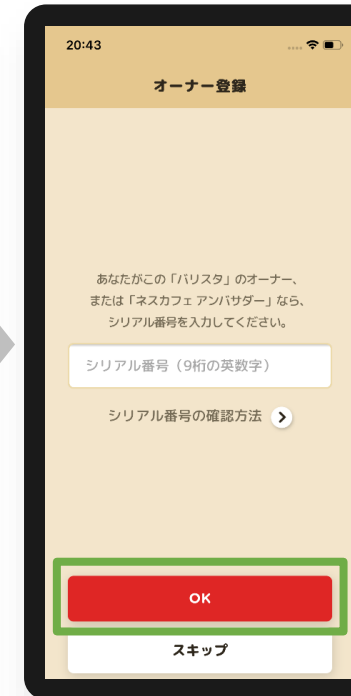 20:43
オーナー登録
あなたがこの「バリスタ」のオーナー、
または「ネスカフェ アンバサダー」なら、
シリアル番号を入力してください。
シリアル番号（9桁の英数字）
シリアル番号の確認方法
OK
スキップ